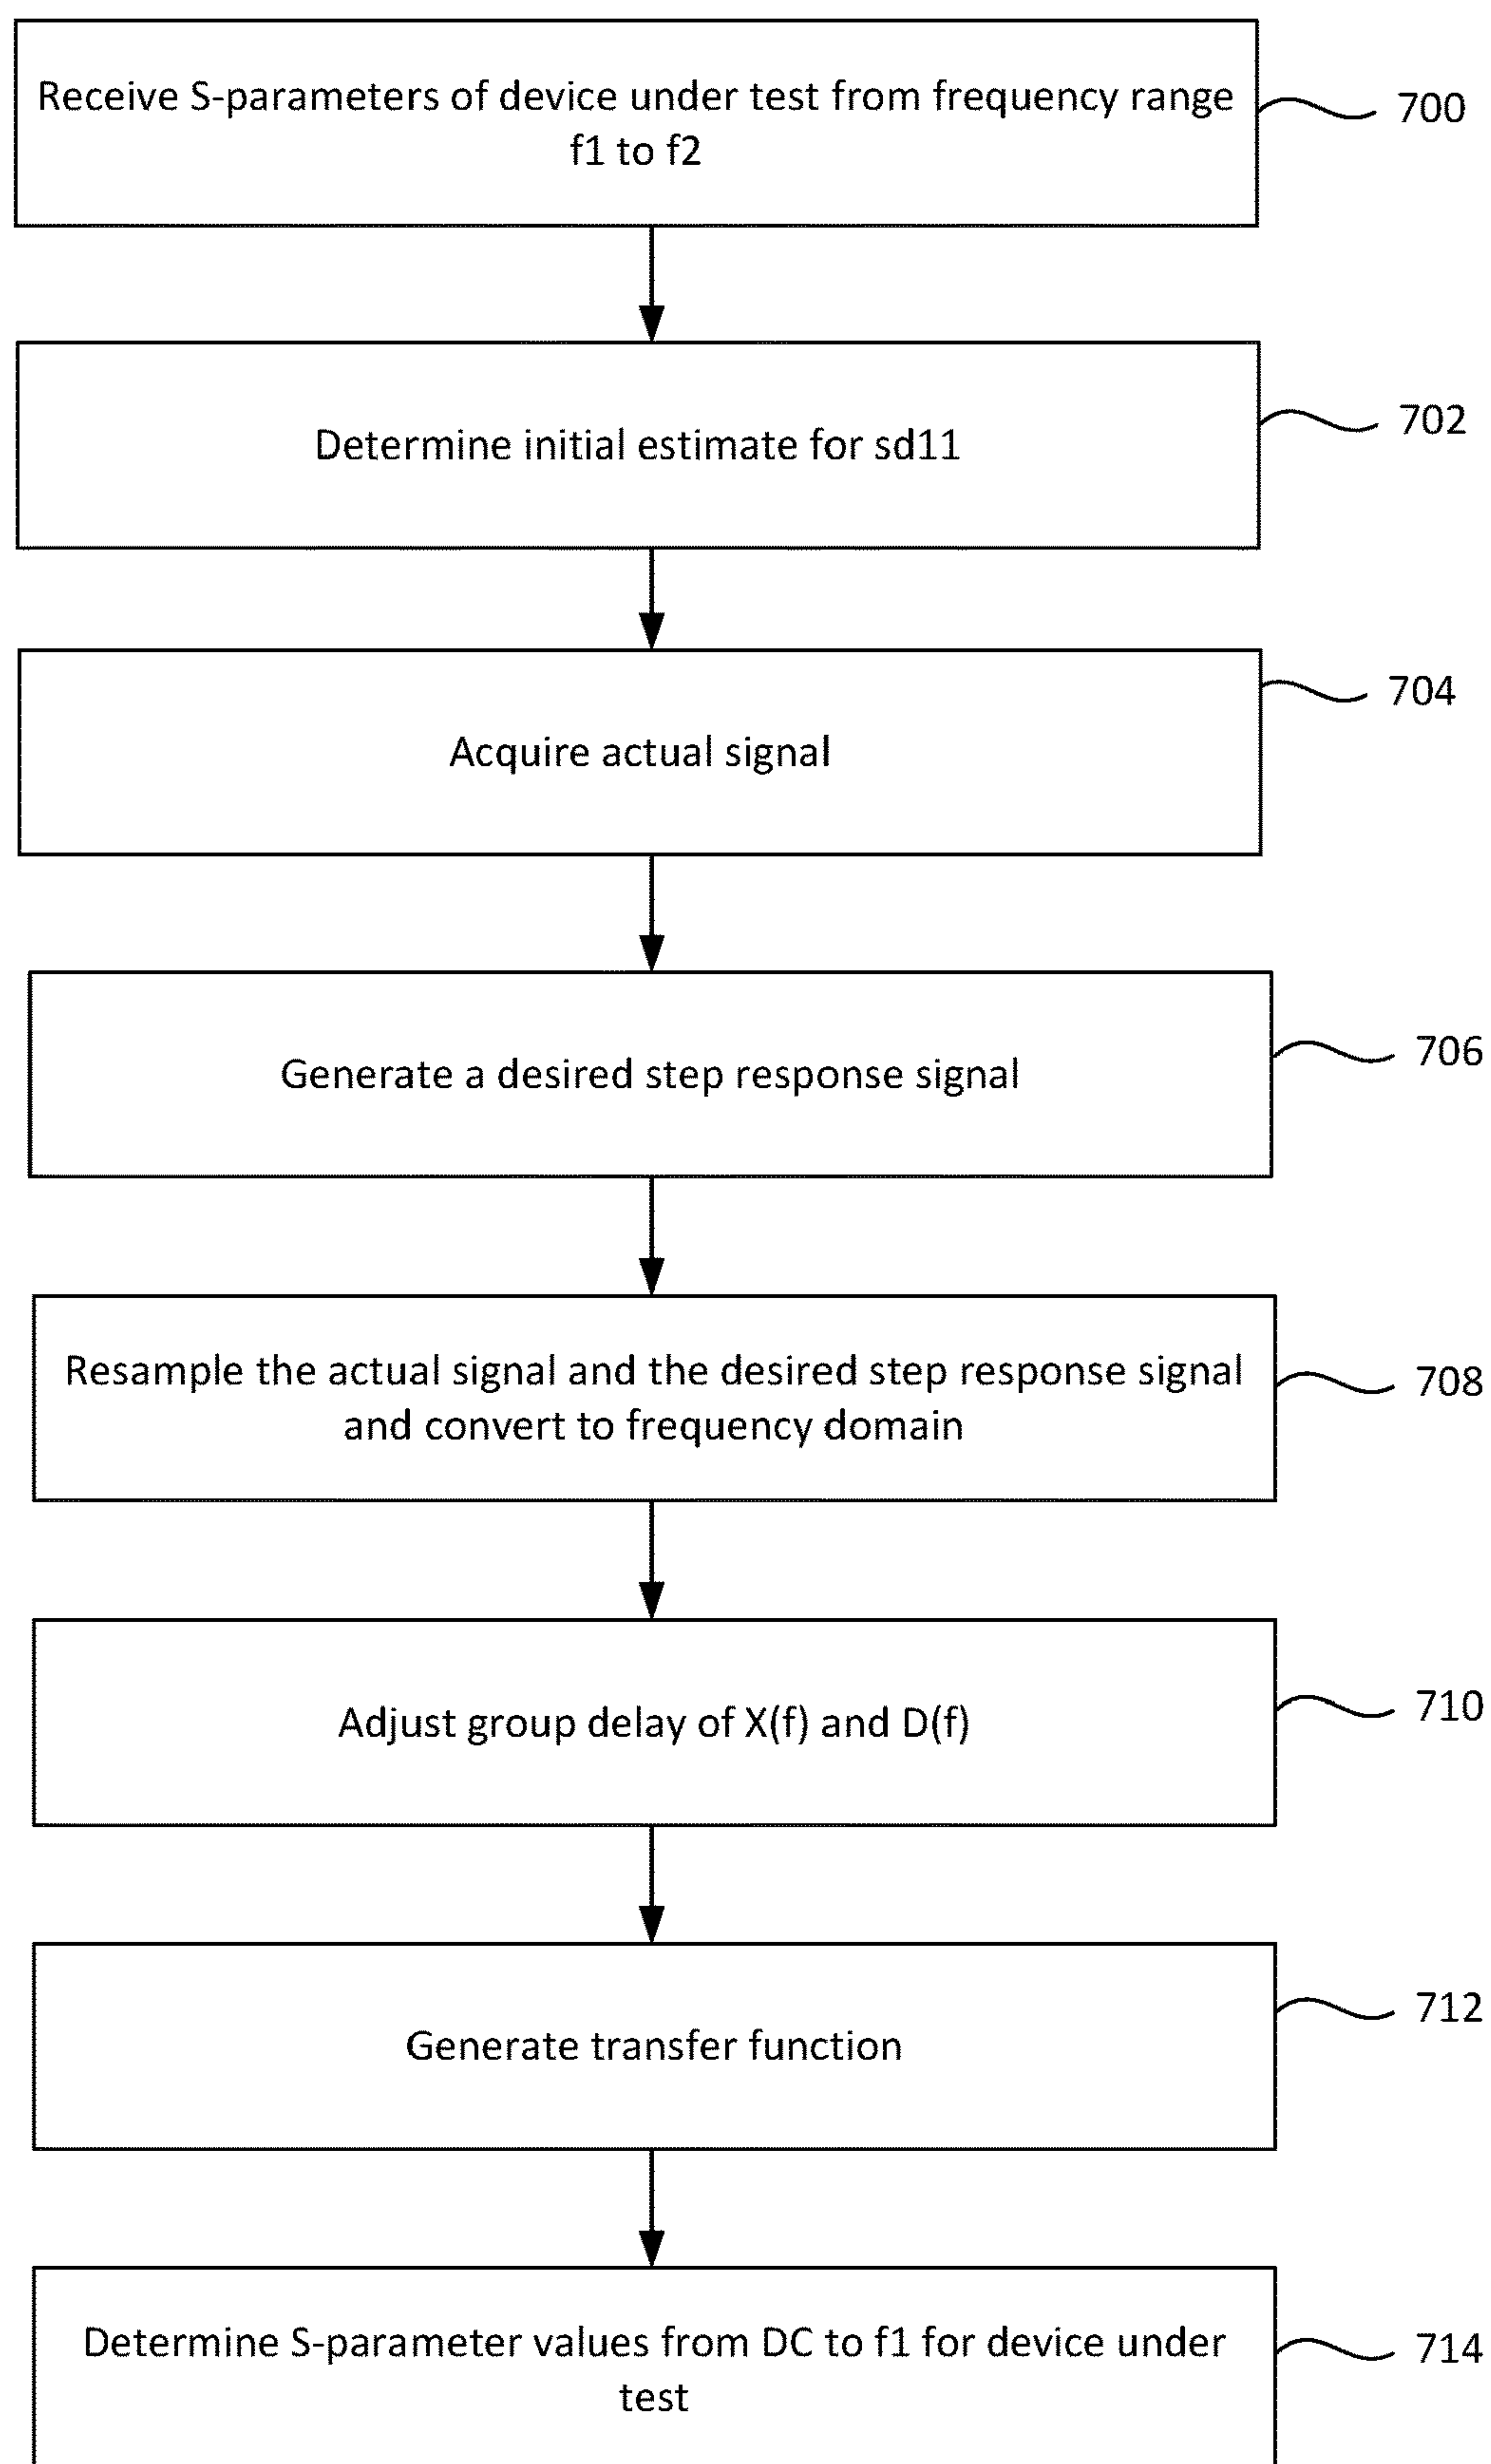 Receive S-parameters of device under test from frequency range
f1 to f2
700
Determine initial estimate for sd11
702
Acquire actual signal
704
Generate a desired step response signal
706
Resample the actual signal and the desired step response signal
and convert to frequency domain
708
Adjust group delay of X(f) and D(f)
710
Generate transfer function
712
Determine S-parameter values from DC to f1 for device under
test
714